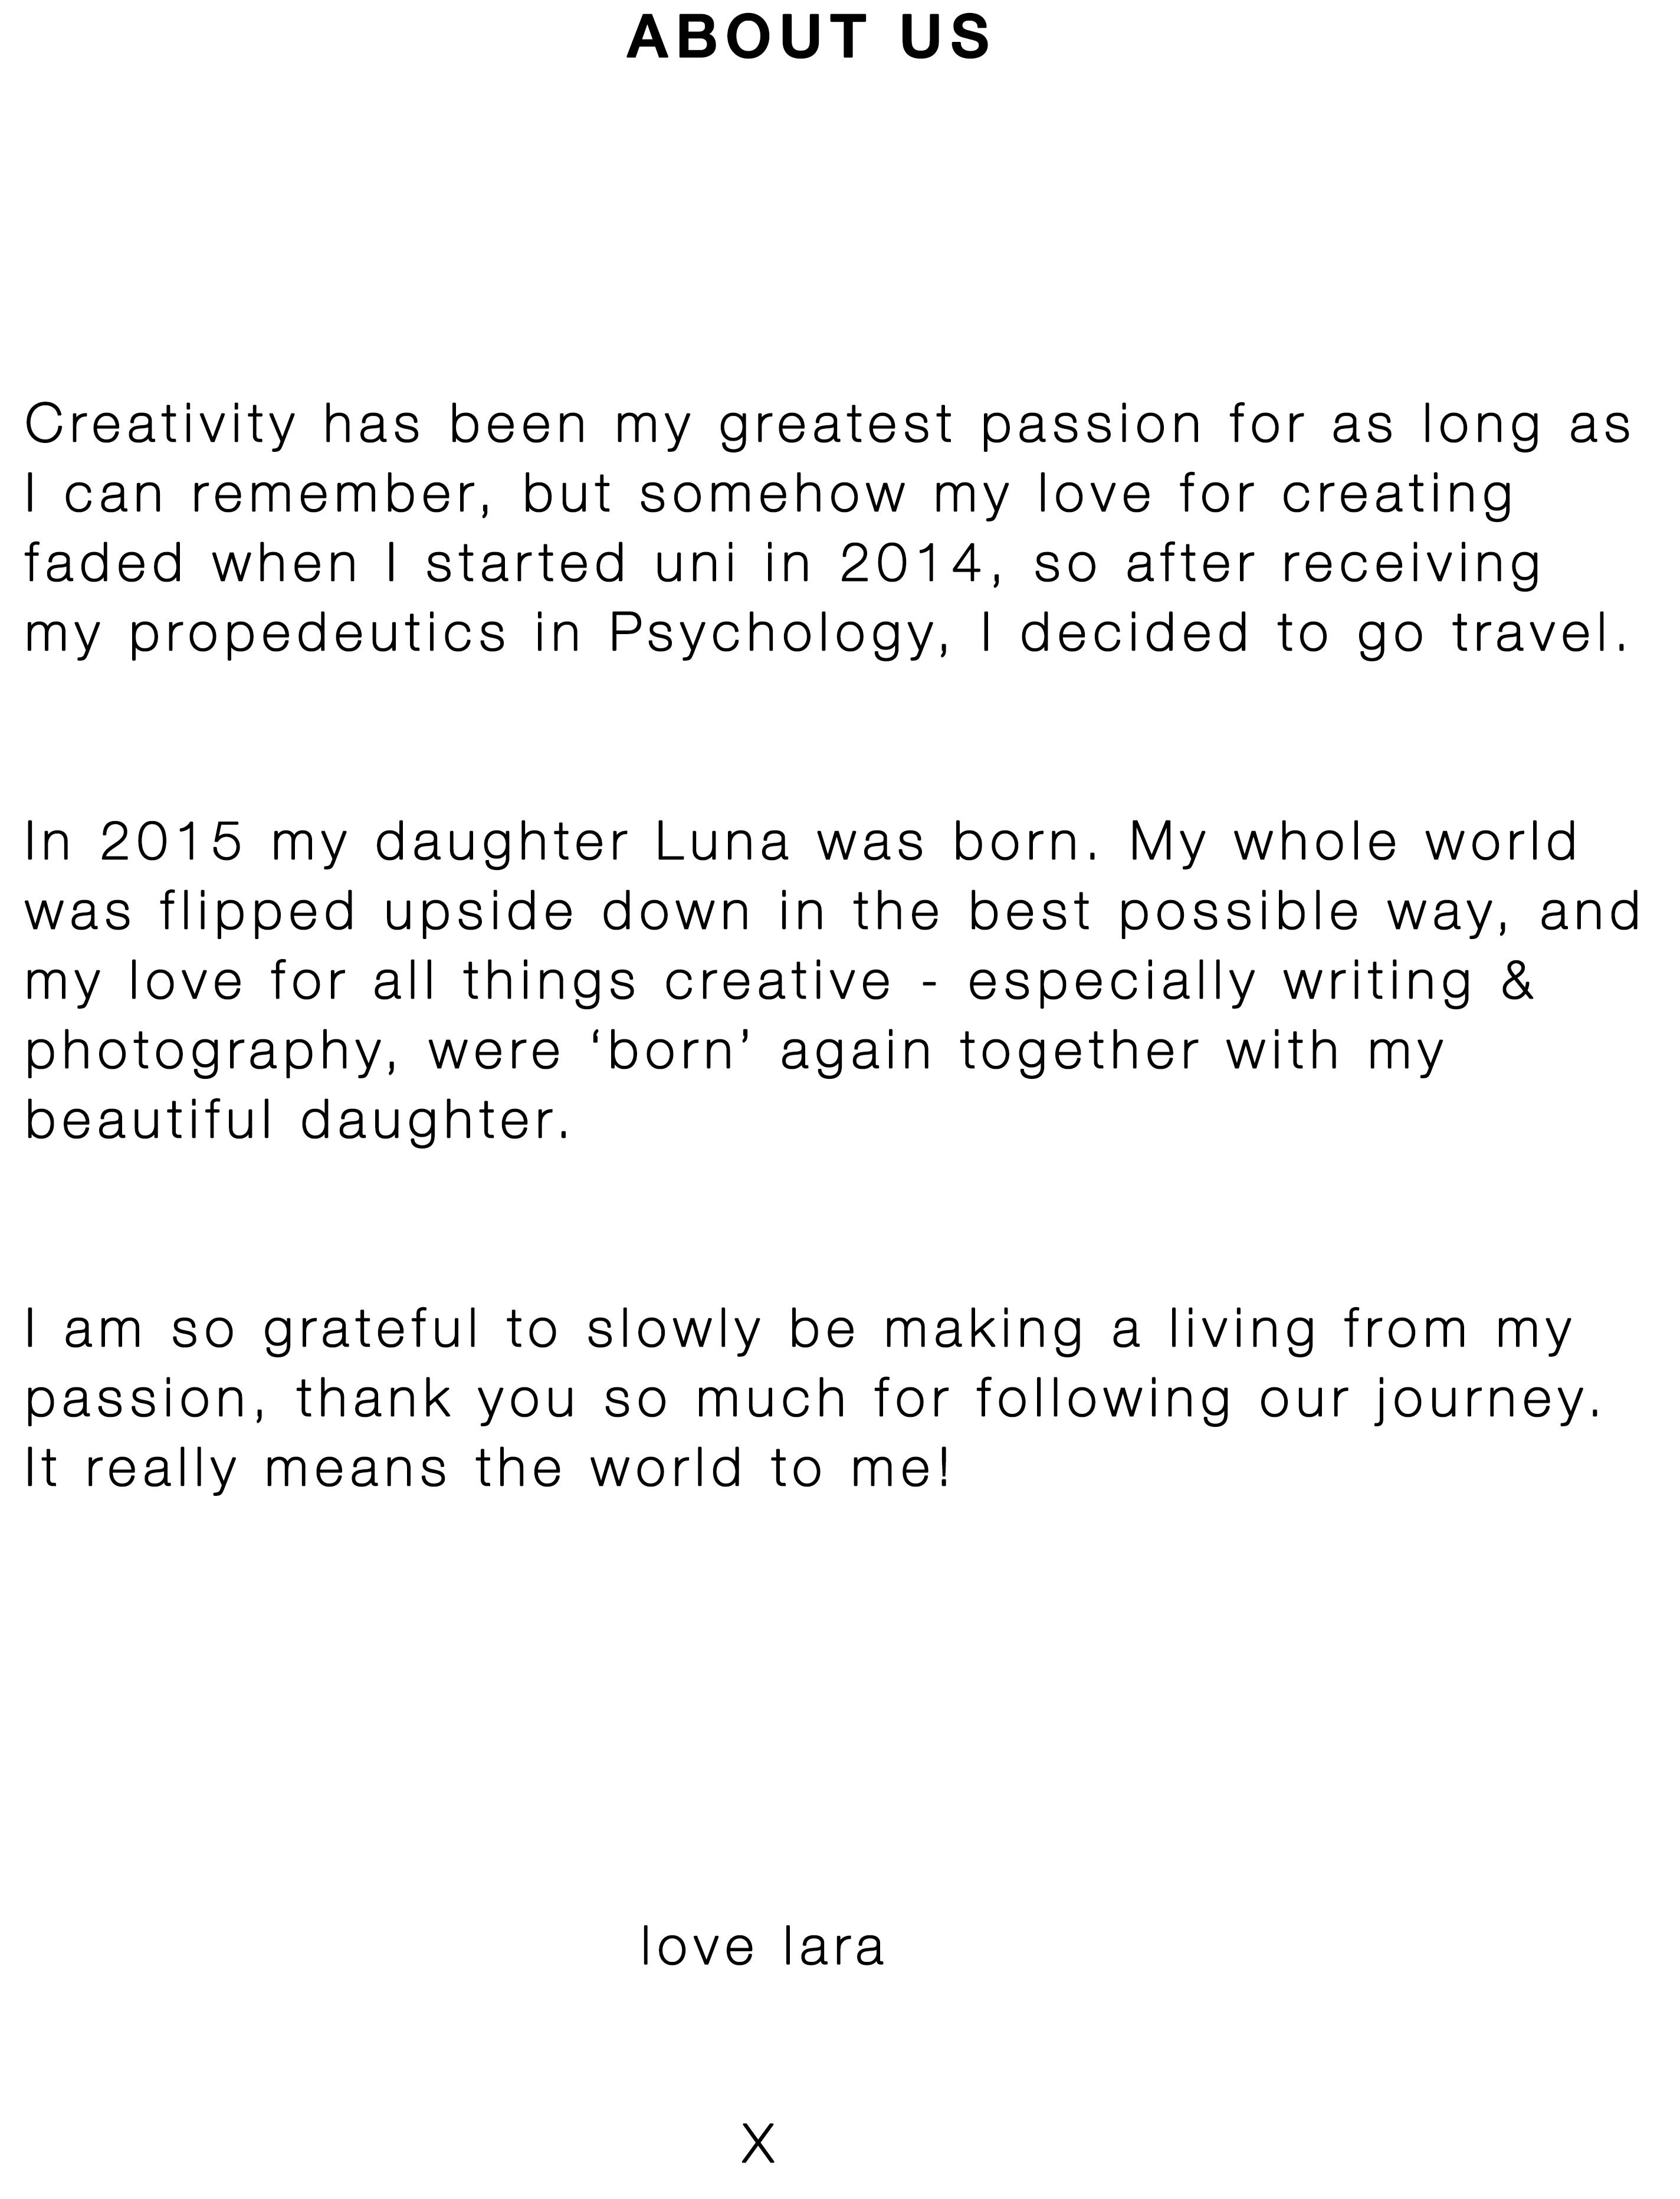 ABOUT US
Creativity has been my greatest passion for as long as
I can remember, but somehow my love for creating
faded when I started uni in 2014, so after receiving
my propedeutics in Psychology, I decided to go travel.
In 2015 my daughter Luna was born. My whole world
was flipped upside down in the best possible way, and
my love for all things creative - especially writing &
photography, were ‘born’ again together with my
beautiful daughter.
I am so grateful to slowly be making a living from my
passion, thank you so much for following our journey.
It really means the world to me!
love lara
X